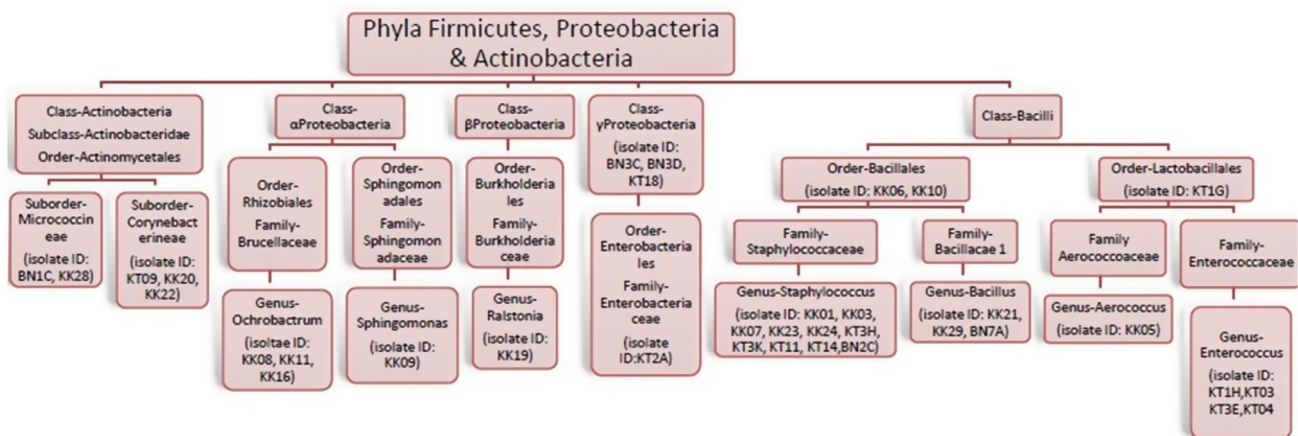 Phyla Firmicutes, Proteobacteria
& Actinobacteria
Class-Actinobacteria
Subclass-Actinobacteridae
Order-Actinomycetales
Suborder-
Micrococcin
eae
(isolate ID:
BN1C, KK28)
Suborder-
Corynebact
erineae
(isolate ID:
KT09, KK20,
KK22)
Class-
αProteobacteria
Order-
Rhizobiales
Family-
Brucellaceae
Genus-
Ochrobactrum
(isoltae ID:
KK08, KK11,
KK16)
Order-
Sphingomon
adales
Family-
Sphingomon
adaceae
Genus-
Sphingomonas
(isolate ID:
KK09)
Class-
βProteobacteria
Order-
Burkholderia
les
Family-
Burkholderia
ceae
Genus-
Ralstonia
(isolate ID:
KK19)
Class-
γProteobacteria
(isolate ID:
BN3C, BN3D,
KT18)
Order-
Enterobacteria
les
Family-
Enterobacteria
ceae
(isolate
ID:KT2A)
Class-Bacilli
Order-Bacillales
(isolate ID: KK06, KK10)
Family-
Staphylococcaceae
Genus-Staphylococcus
(isolate ID: KK01, KK03,
KK07, KK23, KK24, KT3H,
KT3K, KT11, KT14,BN2C)
Family-
Bacillacae 1
Genus-Bacillus
(isolate ID: KK21,
KK29, BN7A)
Order-Lactobacillales
(isolate ID: KT1G)
Family
Aerococcoaceae
Genus-Aerococcus
(isolate ID: KK05)
Family-
Enterococcaceae
Genus-
Enterococcus
(isolate ID:
KT1H,KT03
KT3E,KT04